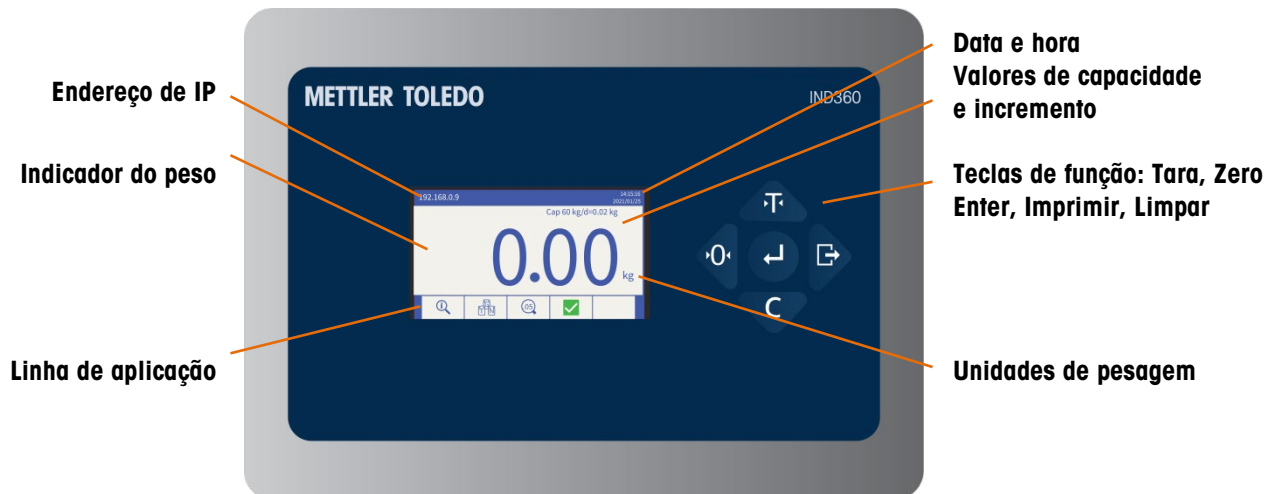 Endereço de IP
Indicador do peso
Linha de aplicação
METTLER TOLEDO
IND360
192.168.0.9
14:15:16
2021/01/25
Cap 60 kg/d=0.02 kg
0.00
kg
.05
T
0
C
Data e hora
Valores de capacidade
e incremento
Teclas de função: Tara, Zero
Enter, Imprimir, Limpar
Unidades de pesagem